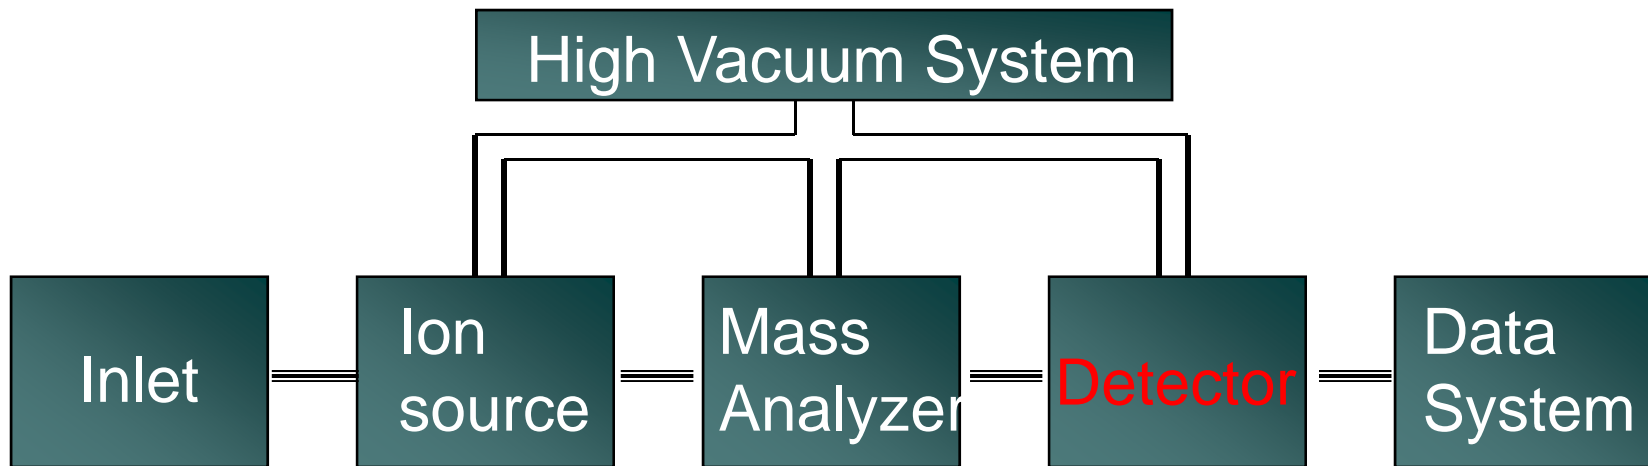 High Vacuum System
Inlet
Ion
source
Mass
Analyzer
Detector
Data
System